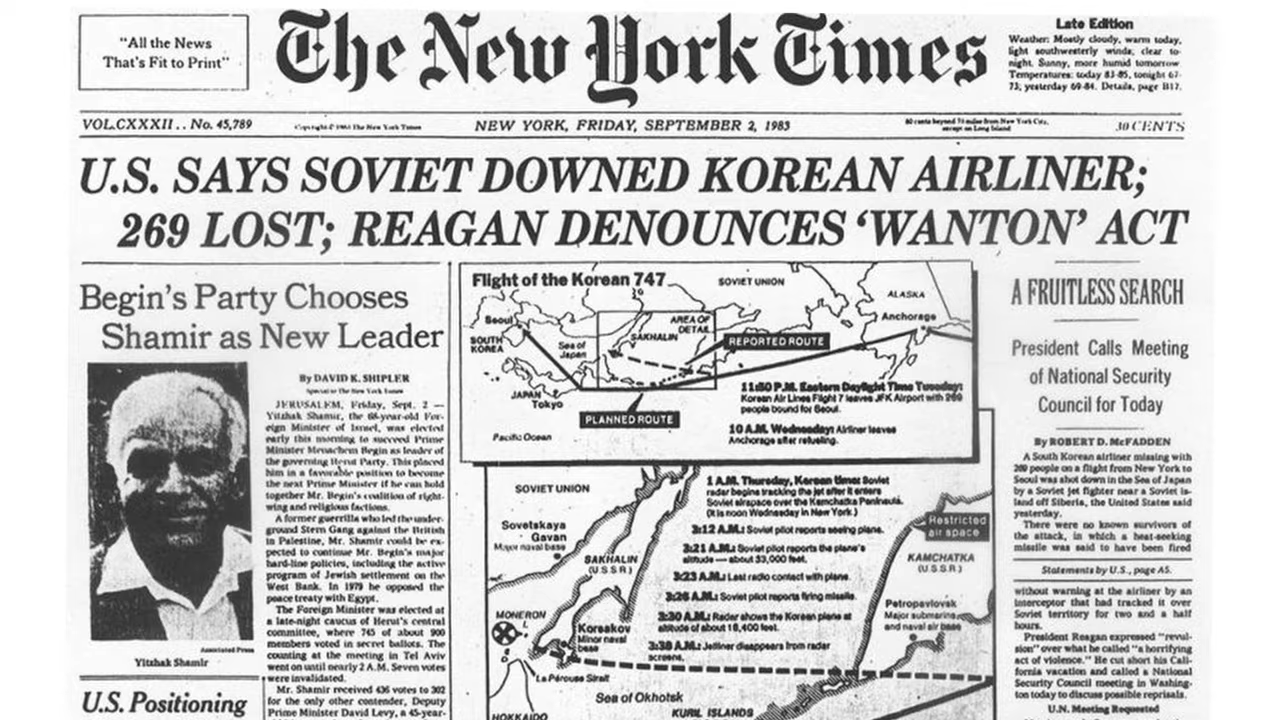 "All the News
That's Fit to Print"
The New York Times
Late Edition
Weather: Mostly cloudy, warm today,
light southwesterly winds; clear to-
night. Sunny, more humid tomorrow.
Temperatures: today 83-85, tonight 67-
73; yesterday 69-84. Details, page B17.
VOL.CXXXII . . No. 45,789
Copyright © 1983 The New York Times
NEW YORK, FRIDAY, SEPTEMBER 2, 1983
except on Long Island
30 CENTS
U.S. SAYS SOVIET DOWNED KOREAN AIRLINER;
269 LOST; REAGAN DENOUNCES 'WANTON' ACT
Begin's Party Chooses
Shamir as New Leader
Associated Press
Yitzhak Shamir
U.S. Positioning
By DAVID K. SHIPLER
Special to The New York Times
JERUSALEM, Friday, Sept. 2 —
Yitzhak Shamir, the 68-year-old For-
eign Minister of Israel, was elected
early this morning to succeed Prime
Minister Menachem Begin as leader of
the governing Herut Party. This placed
him in a favorable position to become
the next Prime Minister if he can hold
together Mr. Begin's coalition of right-
wing and religious factions.
A former guerrilla who led the under-
ground Stern Gang against the British
in Palestine, Mr. Shamir could be ex-
pected to continue Mr. Begin's major
hard-line policies, including the active
program of Jewish settlement on the
West Bank. In 1979 he opposed the
peace treaty with Egypt.
The Foreign Minister was elected at
a late-night caucus of Herut's central
committee, where 745 of about 900
members voted in secret ballots. The
counting at the meeting in Tel Aviv
went on until nearly 2 A.M. Seven votes
were invalidated.
Mr. Shamir received 436 votes to 302
for the only other contender, Deputy
Prime Minister David Levy, a 45-year-
Flight of the Korean 747
SOVIET UNION
ALASKA
Anchorage
Seoul
SOUTH
KOREA
Sea of
Japan
SAKHALIN
AREA OF
DETAIL
REPORTED ROUTE
JAPAN
Tokyo
PLANNED ROUTE
Pacific Ocean
11:50 P.M. Eastern Daylight Time Tuesday:
Korean Air Lines Flight 7 leaves JFK Airport with 269
people bound for Seoul.
10 A.M. Wednesday: Airliner leaves
Anchorage after refueling.
SOVIET UNION
Sovetskaya
Gavan
Major naval base
SAKHALIN
(U.S.S.R.)
MONERON
I.
Korsakov
Minor naval
base
La Pérouse Strait
HOKKAIDO
Sea of Okhotsk
KURIL ISLANDS
1 A.M. Thursday, Korean time: Soviet
radar begins tracking the jet after it enters
Soviet airspace over the Kamchatka Peninsula.
(It is noon Wednesday in New York.)
3:12 A.M.: Soviet pilot reports seeing plane.
3:21 A.M.: Soviet pilot reports the plane's
altitude — about 33,000 feet.
3:23 A.M.: Last radio contact with plane.
3:26 A.M.: Soviet pilot reports firing missile.
3:30 A.M.: Radar shows the Korean plane at
altitude of about 16,400 feet.
3:38 A.M.: Jetliner disappears from radar
screens.
Restricted
air space
KAMCHATKA
(U.S.S.R.)
Petropavlovsk
Major submarine
and naval air base
A FRUITLESS SEARCH
President Calls Meeting
of National Security
Council for Today
By ROBERT D. McFADDEN
A South Korean airliner missing with
269 people on a flight from New York to
Seoul was shot down in the Sea of Japan
by a Soviet jet fighter near a Soviet is-
land off Siberia, the United States said
yesterday.
There were no known survivors of
the attack, in which a heat-seeking
missile was said to have been fired
Statements by U.S., page A5.
without warning at the airliner by an
interceptor that had tracked it over
Soviet territory for two and a half
hours.
President Reagan expressed "revul-
sion" over what he called "a horrifying
act of violence." He cut short his Cali-
fornia vacation and called a National
Security Council meeting in Washing-
ton today to discuss possible reprisals.
U.N. Meeting Requested